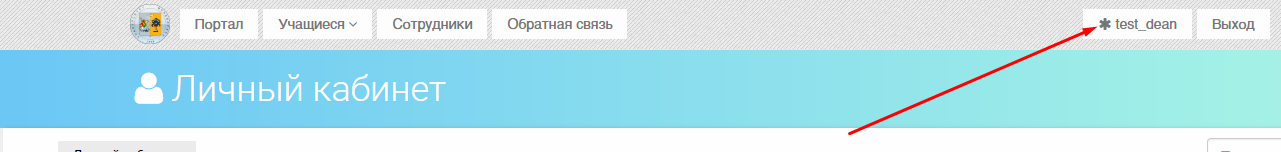 Портал Учащиеся Сотрудники Обратная связь ✱ test_dean Выход
Личный кабинет